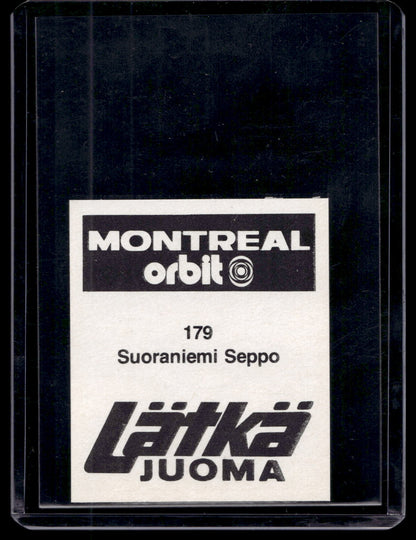 MONTREAL
orbit
179
Suoraniemi Seppo
Lätkä
JUOMA